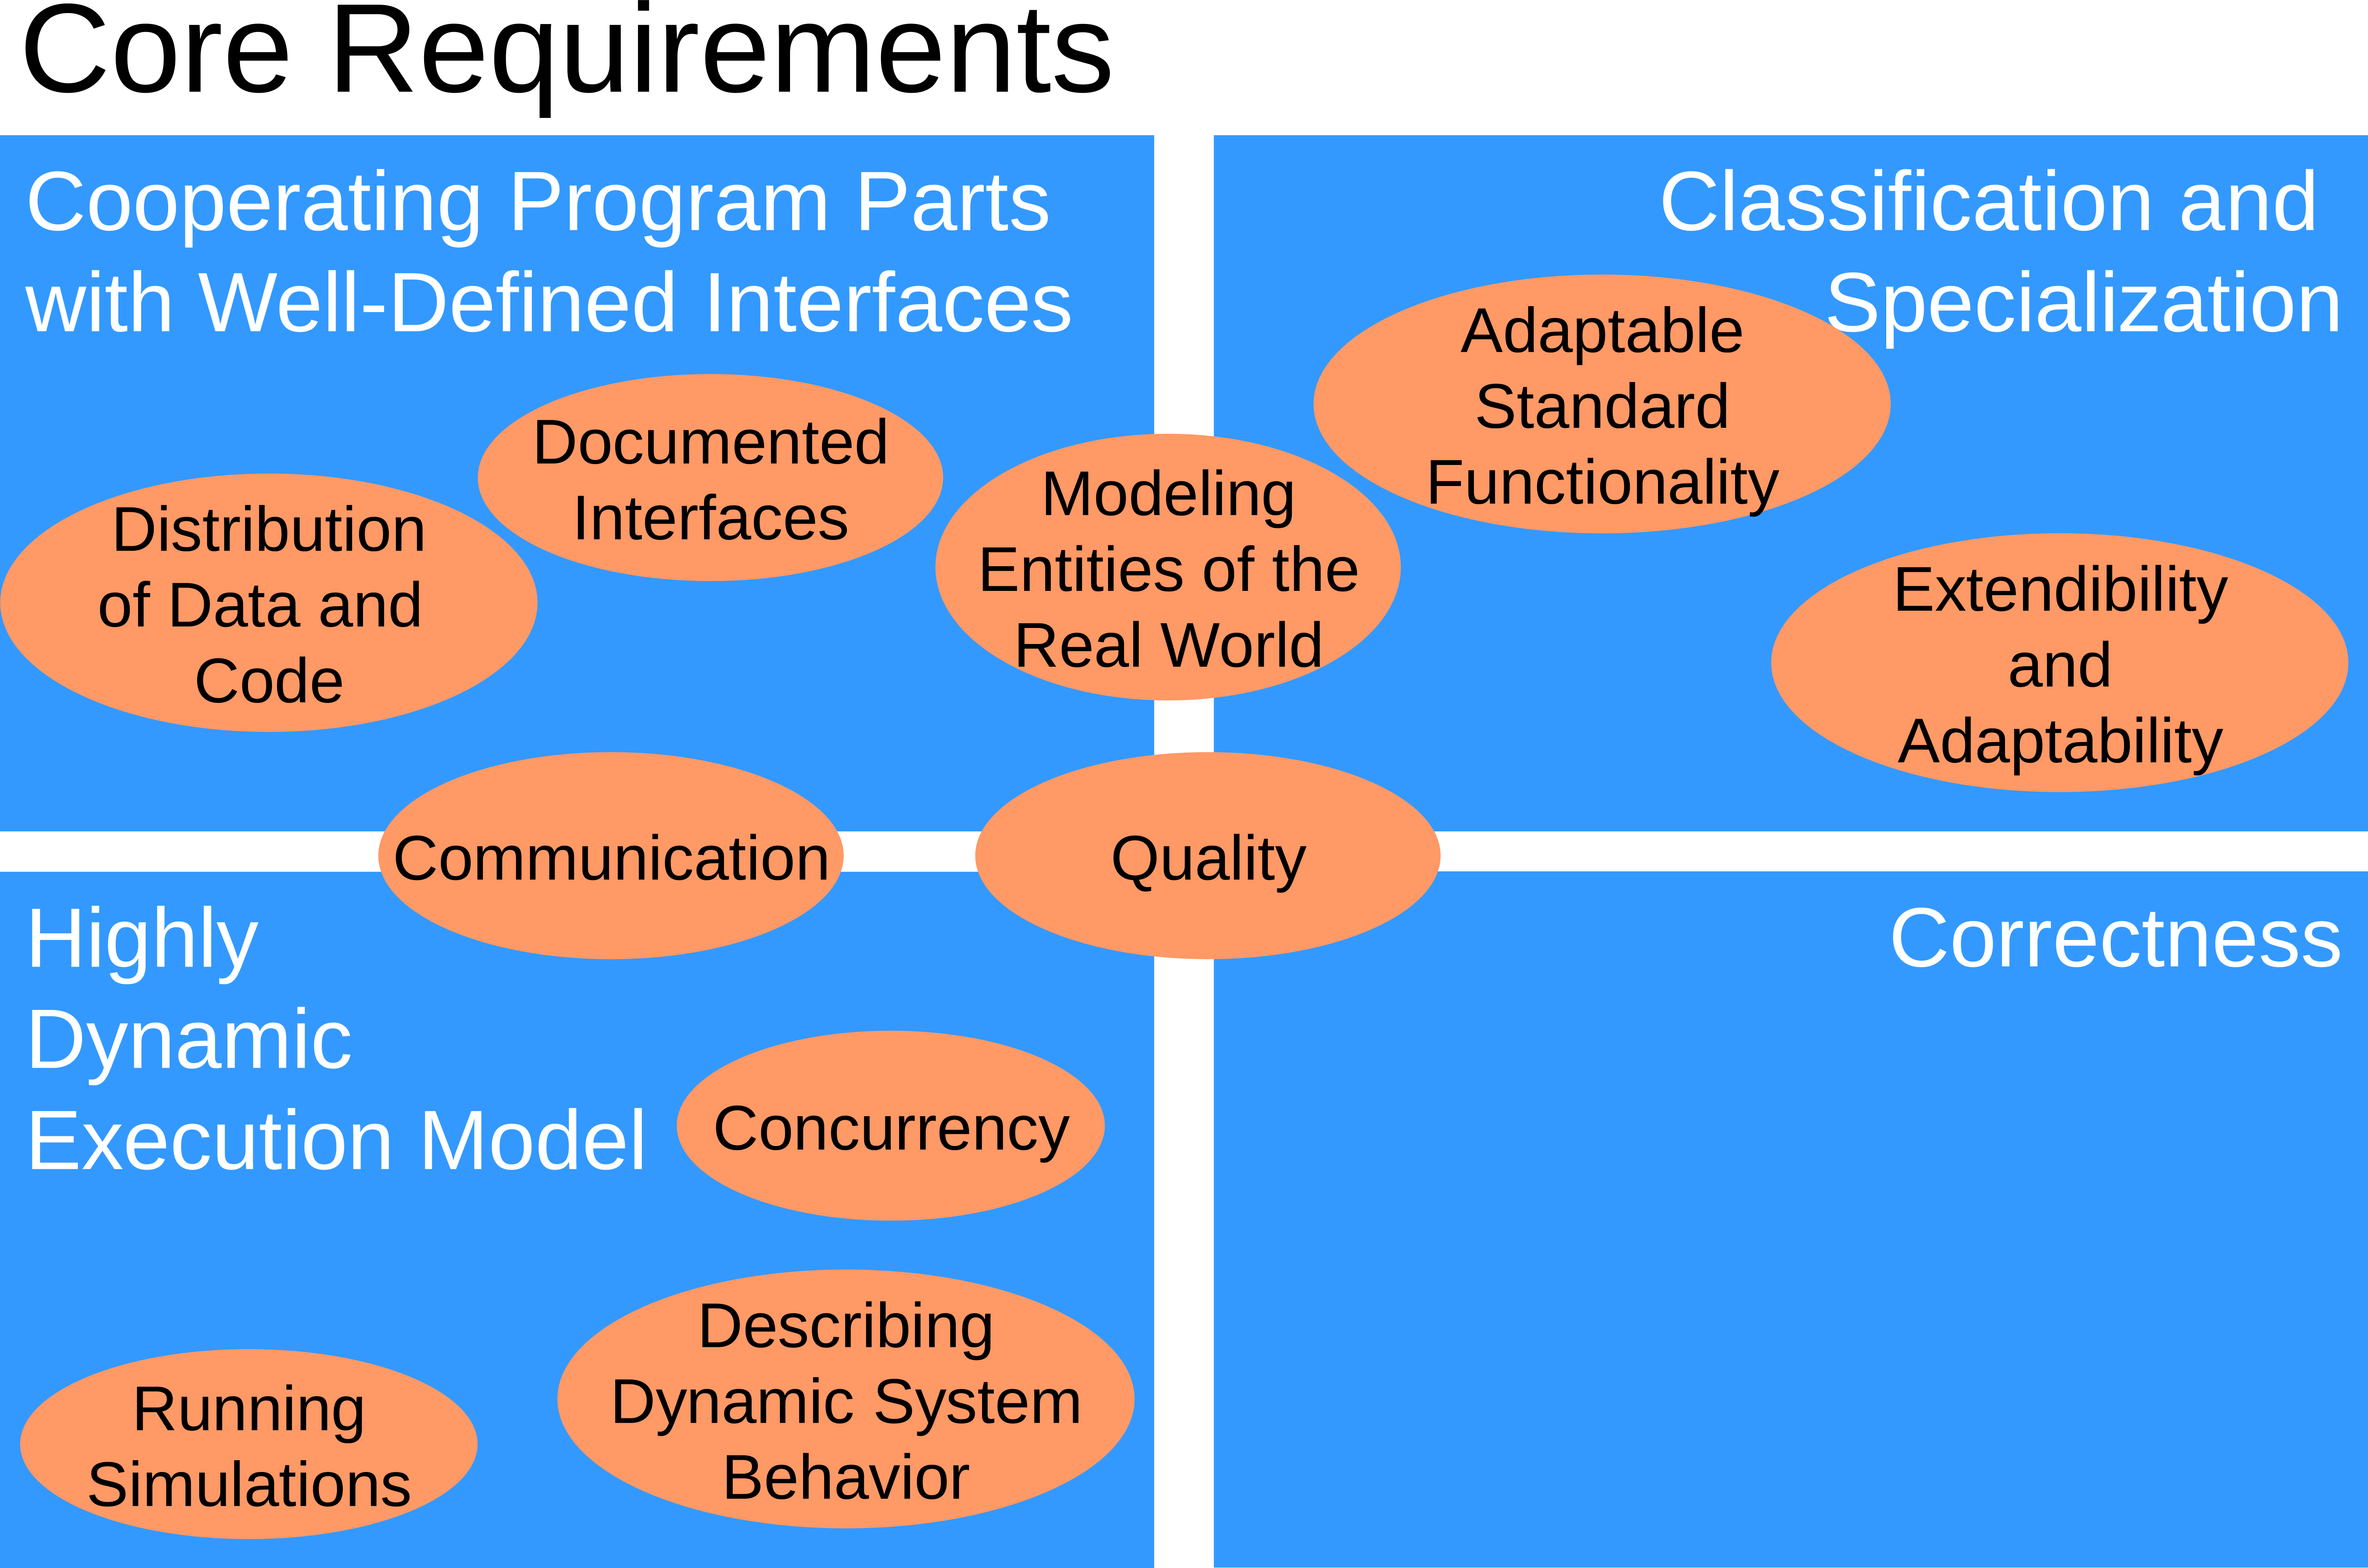 Core Requirements
Cooperating Program Parts
with Well-Defined Interfaces
Documented
Interfaces
Distribution
of Data and
Code
Modeling
Entities of the
Real World
Classification and
Specialization
Adaptable
Standard
Functionality
Extendibility
and
Adaptability
Communication
Quality
Highly
Dynamic
Execution Model
Concurrency
Describing
Dynamic System
Behavior
Running
Simulations
Correctness